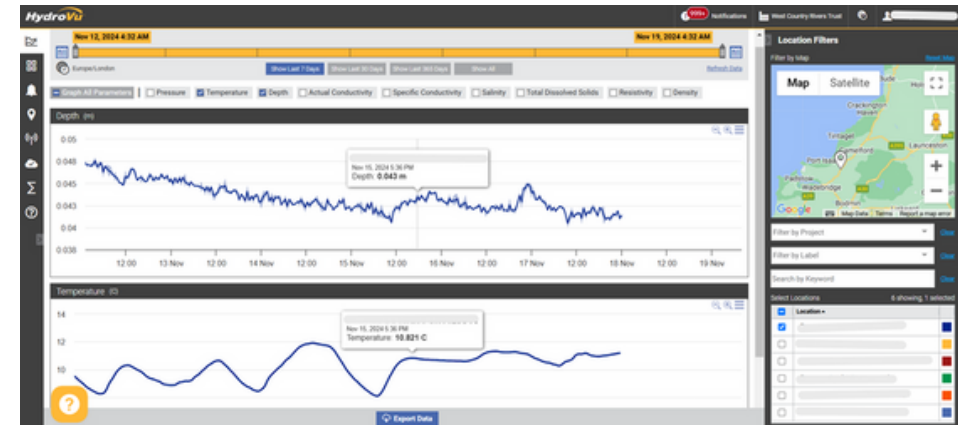 HydroVu
999+ Notifications West Country Rivers Trust
Nov 12, 2024 4:32 AM Nov 19, 2024 4:32 AM
Europe/London Show Last 7 Days Show Last 30 Days Show Last 365 Days Show All Refresh Data
Graph All Parameters Pressure Temperature Depth Actual Conductivity Specific Conductivity Salinity Total Dissolved Solids Resistivity Density
Depth (m)
0.05
0.048
0.045
0.043
0.04
0.038
Nov 15, 2024 5:36 PM
Depth: 0.043 m
12:00 13 Nov 12:00 14 Nov 12:00 15 Nov 12:00 16 Nov 12:00 17 Nov 12:00 18 Nov 12:00 19 Nov
Temperature (C)
14
12
10
Nov 15, 2024 5:36 PM
Temperature: 10.821 C
?
Export Data
Location Filters
Filter by Map Reset Map
Map Satellite
Crackington
Haven
Tintagel
Camelford Launceston
Port Isaac
Padstow
Wadebridge
Bodmin
Google Map Data Terms Report a map error
Filter by Project Clear
Filter by Label Clear
Search by Keyword Clear
Select Locations 6 showing, 1 selected
Location